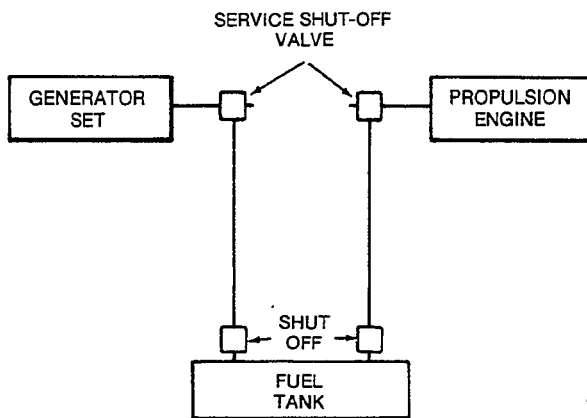 SERVICE SHUT-OFF
VALVE
GENERATOR
SET
PROPULSION
ENGINE
SHUT
OFF
FUEL
TANK